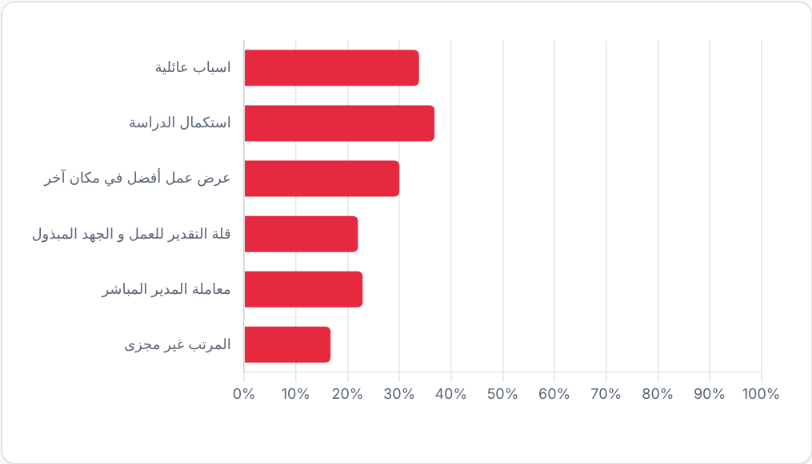 اسباب عائلية
استكمال الدراسة
عرض عمل أفضل في مكان آخر
قلة التقدير للعمل و الجهد المبذول
معاملة المدير المباشر
المرتب غير مجزى
0% 10% 20% 30% 40% 50% 60% 70% 80% 90% 100%